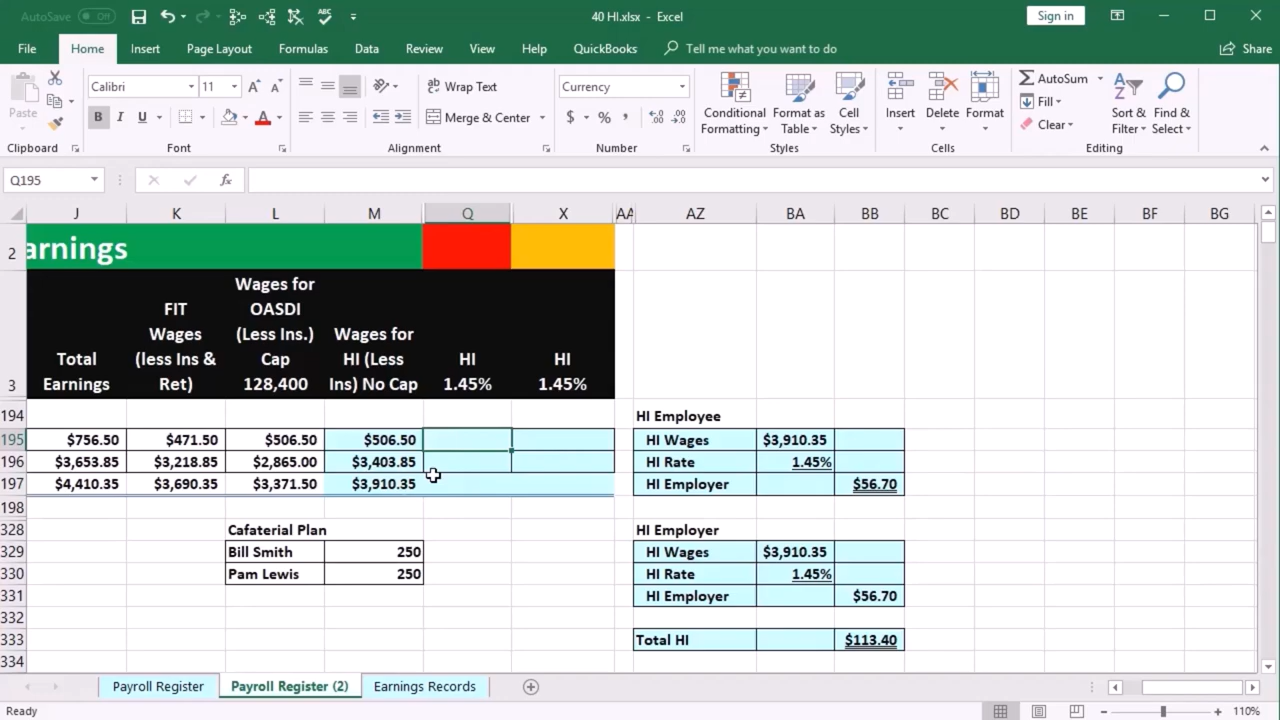 AutoSave Off 40 HI.xlsx - Excel Sign in
File Home Insert Page Layout Formulas Data Review View Help QuickBooks Tell me what you want to do Share
Paste Calibri 11 Wrap Text Currency Conditional Format as Cell Insert Delete Format AutoSum Sort & Find &
B I U Merge & Center $ % Formatting Table Styles Fill Clear Filter Select
Clipboard Font Alignment Number Styles Cells Editing
Q195 fx
J K L M Q X AA AZ BA BB BC BD BE BF BG
2 arnings
Wages for
FIT OASDI
Wages (Less Ins.) Wages for
Total (less Ins & Cap HI (Less HI HI
3 Earnings Ret) 128,400 Ins) No Cap 1.45% 1.45%
194 HI Employee
195 $756.50 $471.50 $506.50 $506.50 HI Wages $3,910.35
196 $3,653.85 $3,218.85 $2,865.00 $3,403.85 HI Rate 1.45%
197 $4,410.35 $3,690.35 $3,371.50 $3,910.35 HI Employer $56.70
198
328 Cafaterial Plan HI Employer
329 Bill Smith 250 HI Wages $3,910.35
330 Pam Lewis 250 HI Rate 1.45%
331 HI Employer $56.70
332
333 Total HI $113.40
334
Payroll Register Payroll Register (2) Earnings Records
Ready 110%